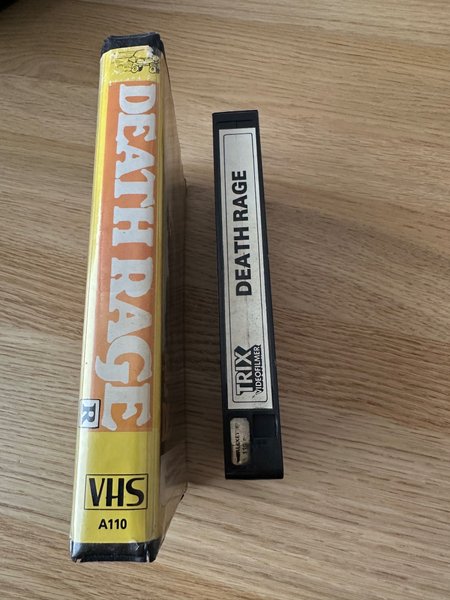 DEATH RAGE
R
VHS
A110
DEATH RAGE
TRIX
VIDEOFILMER